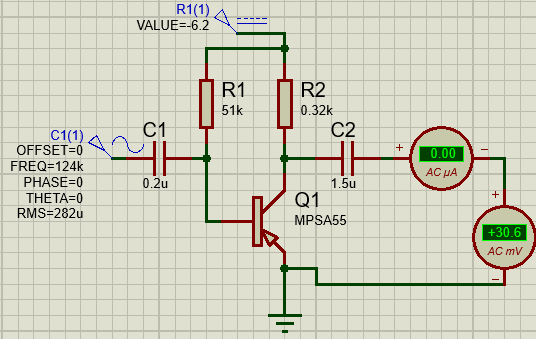 R1(1)
VALUE=-6.2
R1
51k
R2
0.32k
C1(1)
OFFSET=0
FREQ=124k
PHASE=0
THETA=0
RMS=282u
C1
0.2u
C2
1.5u
+
−
0.00
AC µA
Q1
MPSA55
+
+30.6
AC mV
−